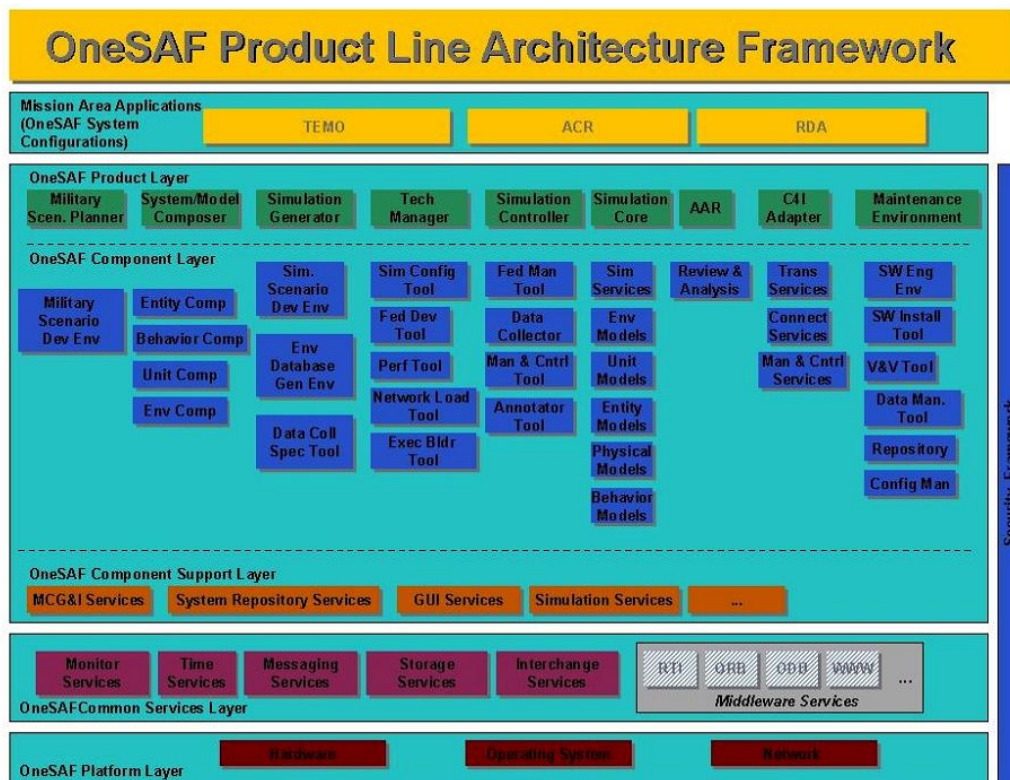 OneSAF Product Line Architecture Framework
Mission Area Applications
(OneSAF System
Configurations)
TEMO
ACR
RDA
OneSAF Product Layer
Military
Scen. Planner
System/Model
Composer
Simulation
Generator
Tech
Manager
Simulation
Controller
Simulation
Core
AAR
C4I
Adapter
Maintenance
Environment
OneSAF Component Layer
Military
Scenario
Dev Env
Entity Comp
Behavior Comp
Unit Comp
Env Comp
Sim.
Scenario
Dev Env
Env
Database
Gen Env
Data Coll
Spec Tool
Sim Config
Tool
Fed Dev
Tool
Perf Tool
Network Load
Tool
Exec Bldr
Tool
Fed Man
Tool
Data
Collector
Man & Cntrl
Tool
Annotator
Tool
Sim
Services
Env
Models
Unit
Models
Entity
Models
Physical
Models
Behavior
Models
Review &
Analysis
Trans
Services
Connect
Services
Man & Cntrl
Services
SW Eng
Env
SW Install
Tool
V&V Tool
Data Man.
Tool
Repository
Config Man
OneSAF Component Support Layer
MCG&I Services
System Repository Services
GUI Services
Simulation Services
...
Monitor
Services
Time
Services
Messaging
Services
Storage
Services
Interchange
Services
RTI
ORB
ODB
WWW
...
Middleware Services
OneSAFCommon Services Layer
Hardware
Operating System
Network
OneSAF Platform Layer
Security Framework